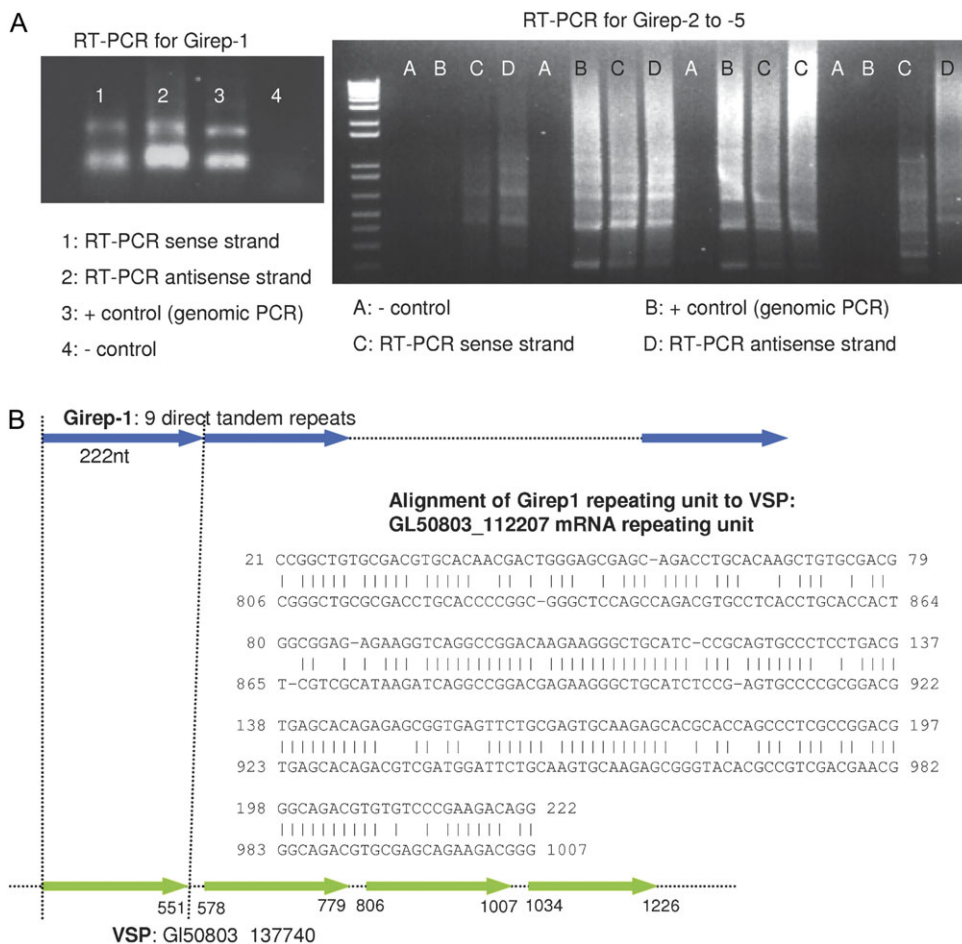 A
RT-PCR for Girep-1
1 2 3 4
1: RT-PCR sense strand
2: RT-PCR antisense strand
3: + control (genomic PCR)
4: - control
RT-PCR for Girep-2 to -5
A B C D A B C D A B C C A B C D
A: - control
B: + control (genomic PCR)
C: RT-PCR sense strand
D: RT-PCR antisense strand
B
Girep-1: 9 direct tandem repeats
222nt
Alignment of Girep1 repeating unit to VSP:
GL50803_112207 mRNA repeating unit
21 CCGGCTGTGCGACGTGCACAACGACTGGGAGCGAGC-AGACCTGCACAAGCTGTGCGACG 79
806 CGGGCTGCGCGACCTGCACCCCGGC-GGGCTCCAGCCAGACGTGCCTCACCTGCACCACT 864
80 GGCGGAG-AGAAGGTCAGGCCGGACAAGAAGGGCTGCATC-CCGCAGTGCCCTCCTGACG 137
865 T-CGTCGCATAAGATCAGGCCGGACGAGAAGGGCTGCATCTCCG-AGTGCCCCGCGGACG 922
138 TGAGCACAGAGAGCGGTGAGTTCTGCGAGTGCAAGAGCACGCACCAGCCCTCGCCGGACG 197
923 TGAGCACAGACGTCGATGGATTCTGCAAGTGCAAGAGCGGGTACACGCCGTCGACGAACG 982
198 GGCAGACGTGTGTCCCGAAGACAGG 222
983 GGCAGACGTGCGAGCAGAAGACGGG 1007
551 578 779 806 1007 1034 1226
VSP: Gl50803_137740